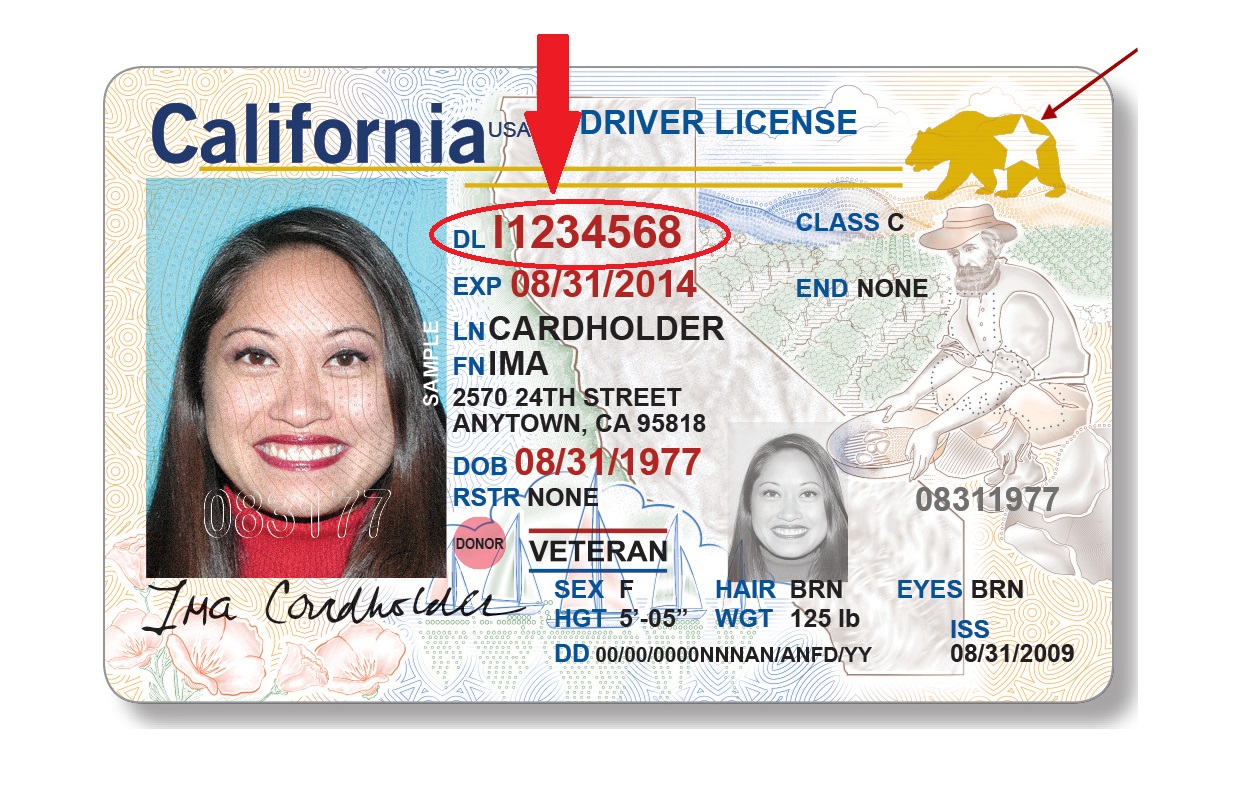 California USA DRIVER LICENSE
DL I1234568
CLASS C
EXP 08/31/2014
END NONE
LN CARDHOLDER
FN IMA
2570 24TH STREET
ANYTOWN, CA 95818
DOB 08/31/1977
RSTR NONE
08311977
SAMPLE
083177
DONOR
VETERAN
SEX F HAIR BRN EYES BRN
HGT 5'-05" WGT 125 lb
ISS
DD 00/00/0000NNNAN/ANFD/YY 08/31/2009
Ima Cardholder